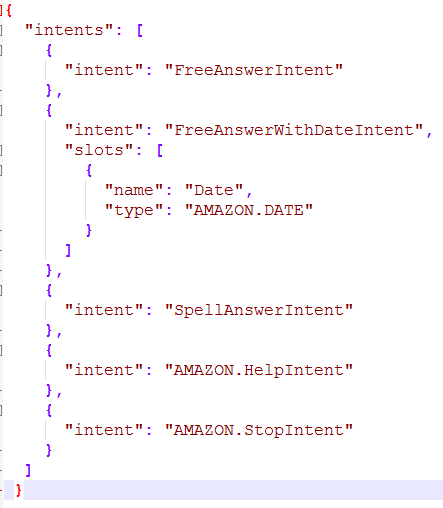 {
  "intents": [
    {
      "intent": "FreeAnswerIntent"
    },
    {
      "intent": "FreeAnswerWithDateIntent",
      "slots": [
        {
          "name": "Date",
          "type": "AMAZON.DATE"
        }
      ]
    },
    {
      "intent": "SpellAnswerIntent"
    },
    {
      "intent": "AMAZON.HelpIntent"
    },
    {
      "intent": "AMAZON.StopIntent"
    }
  ]
}